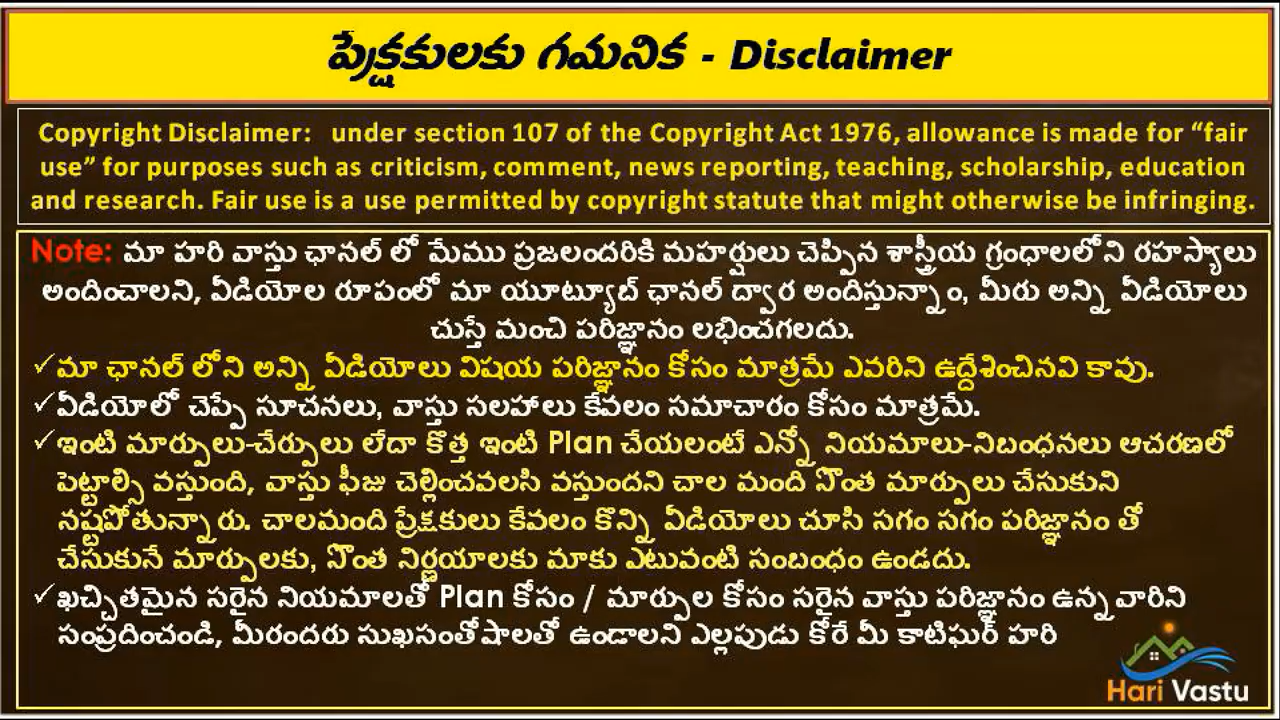 ప్రేక్షకులకు గమనిక - Disclaimer
Copyright Disclaimer: under section 107 of the Copyright Act 1976, allowance is made for “fair
use” for purposes such as criticism, comment, news reporting, teaching, scholarship, education
and research. Fair use is a use permitted by copyright statute that might otherwise be infringing.
Note: మా హరి వాస్తు ఛానల్ లో మేము ప్రజలందరికి మహర్షులు చెప్పిన శాస్త్రీయ గ్రంధాలలోని రహస్యాలు
అందించాలని, వీడియోల రూపంలో మా యూట్యూబ్ ఛానల్ ద్వార అందిస్తున్నాం, మీరు అన్ని వీడియోలు
చుస్తే మంచి పరిజ్ఞానం లభించగలదు.
✓మా ఛానల్ లోని అన్ని వీడియోలు విషయ పరిజ్ఞానం కోసం మాత్రమే ఎవరిని ఉద్దేశించినవి కావు.
✓వీడియోలో చెప్పే సూచనలు, వాస్తు సలహాలు కేవలం సమాచారం కోసం మాత్రమే.
✓ఇంటి మార్పులు-చేర్పులు లేదా కొత్త ఇంటి Plan చేయలంటే ఎన్నో నియమాలు-నిబంధనలు ఆచరణలో
పెట్టాల్సి వస్తుంది, వాస్తు ఫీజు చెల్లించవలసి వస్తుందని చాల మంది సొంత మార్పులు చేసుకుని
నష్టపోతున్నారు. చాలమంది ప్రేక్షకులు కేవలం కొన్ని వీడియోలు చూసి సగం సగం పరిజ్ఞానం తో
చేసుకునే మార్పులకు, సొంత నిర్ణయాలకు మాకు ఎటువంటి సంబంధం ఉండదు.
✓ఖచ్చితమైన సరైన నియమాలతో Plan కోసం / మార్పుల కోసం సరైన వాస్తు పరిజ్ఞానం ఉన్నవారిని
సంప్రదించండి, మీరందరు సుఖసంతోషాలతో ఉండాలని ఎల్లపుడు కోరే మీ కాటిఘర్ హరి
Hari Vastu